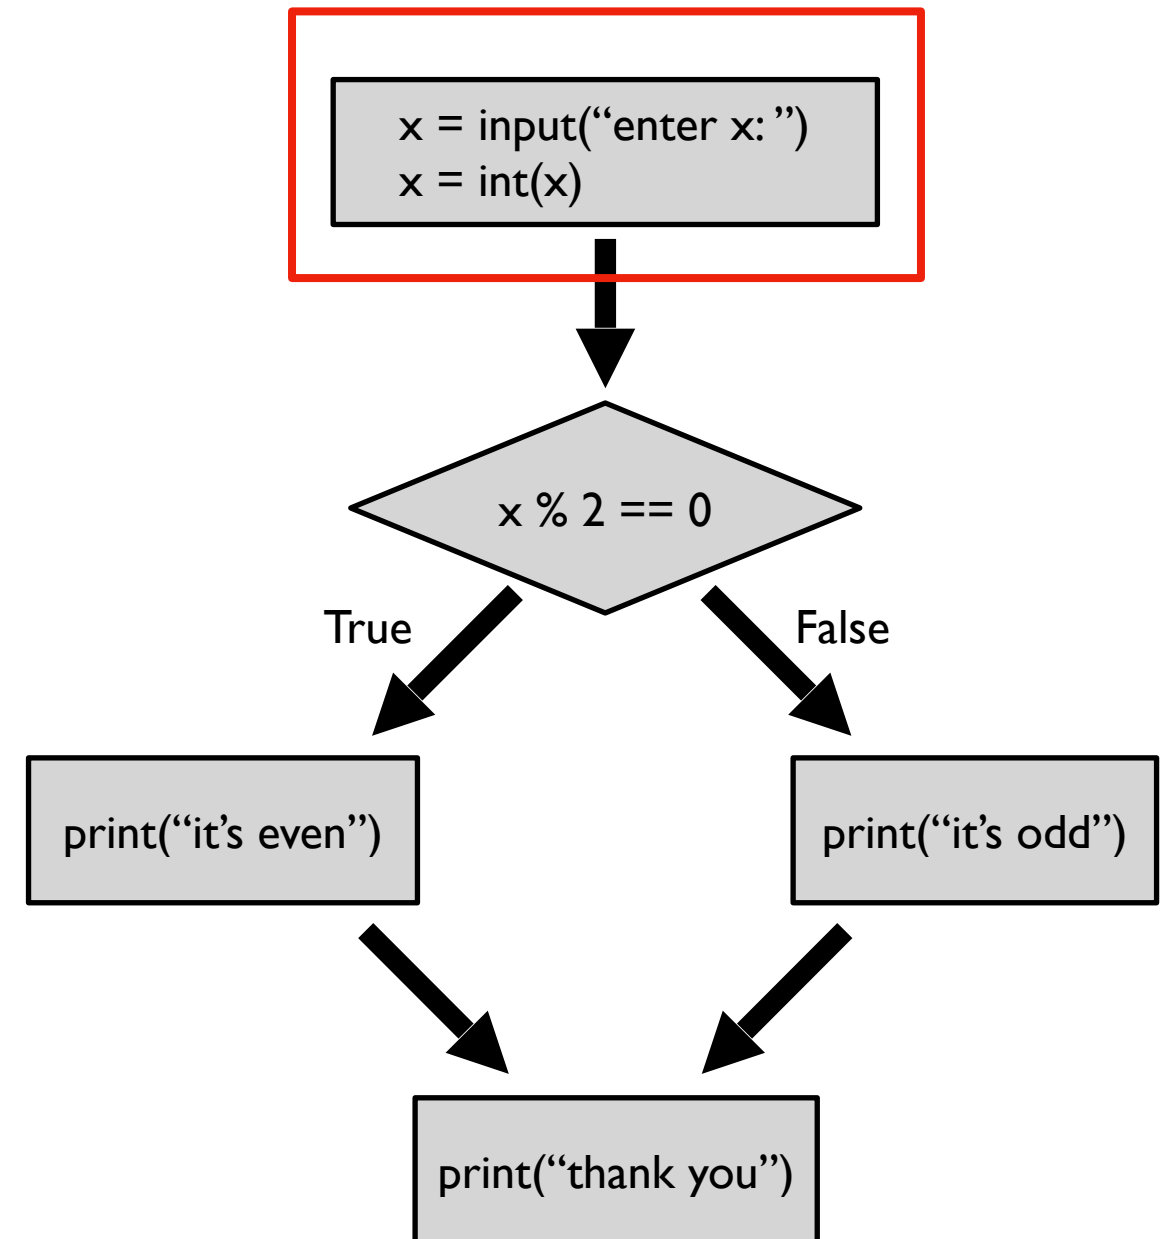 x = input(“enter x: ”)
x = int(x)
x % 2 == 0
True
False
print(“it’s even”)
print(“it’s odd”)
print(“thank you”)